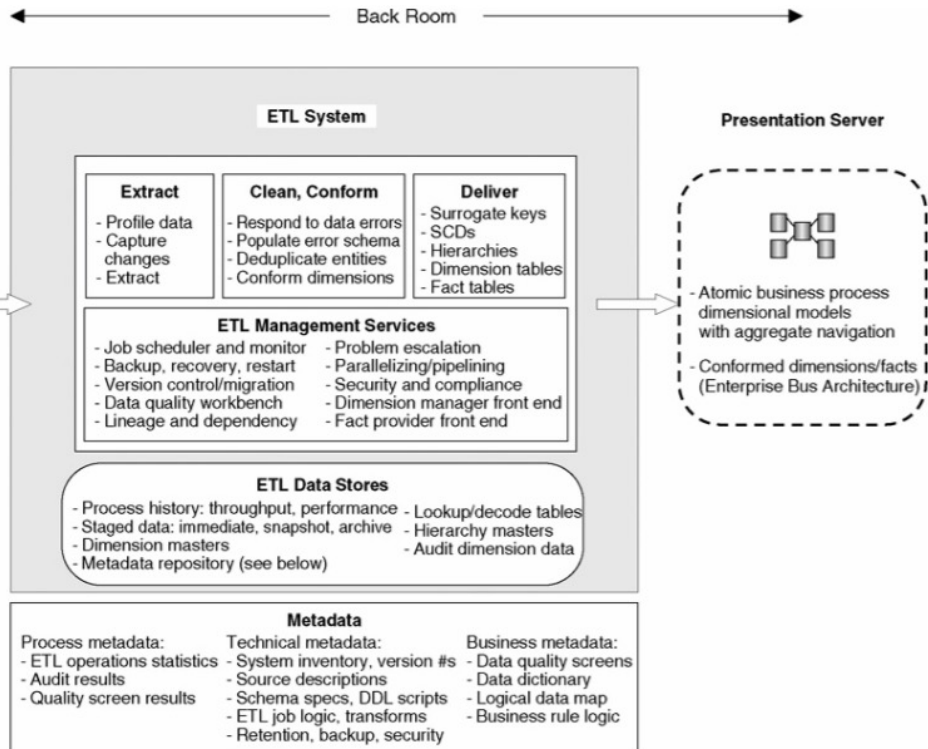 Back Room
ETL System
Presentation Server
Extract
- Profile data
- Capture
changes
- Extract
Clean, Conform
- Respond to data errors
- Populate error schema
- Deduplicate entities
- Conform dimensions
Deliver
- Surrogate keys
- SCDs
- Hierarchies
- Dimension tables
- Fact tables
ETL Management Services
- Job scheduler and monitor
- Backup, recovery, restart
- Version control/migration
- Data quality workbench
- Lineage and dependency
- Problem escalation
- Parallelizing/pipelining
- Security and compliance
- Dimension manager front end
- Fact provider front end
ETL Data Stores
- Process history: throughput, performance
- Staged data: immediate, snapshot, archive
- Dimension masters
- Metadata repository (see below)
- Lookup/decode tables
- Hierarchy masters
- Audit dimension data
- Atomic business process
dimensional models
with aggregate navigation
- Conformed dimensions/facts
(Enterprise Bus Architecture)
Metadata
Process metadata:
- ETL operations statistics
- Audit results
- Quality screen results
Technical metadata:
- System inventory, version #s
- Source descriptions
- Schema specs, DDL scripts
- ETL job logic, transforms
- Retention, backup, security
Business metadata:
- Data quality screens
- Data dictionary
- Logical data map
- Business rule logic